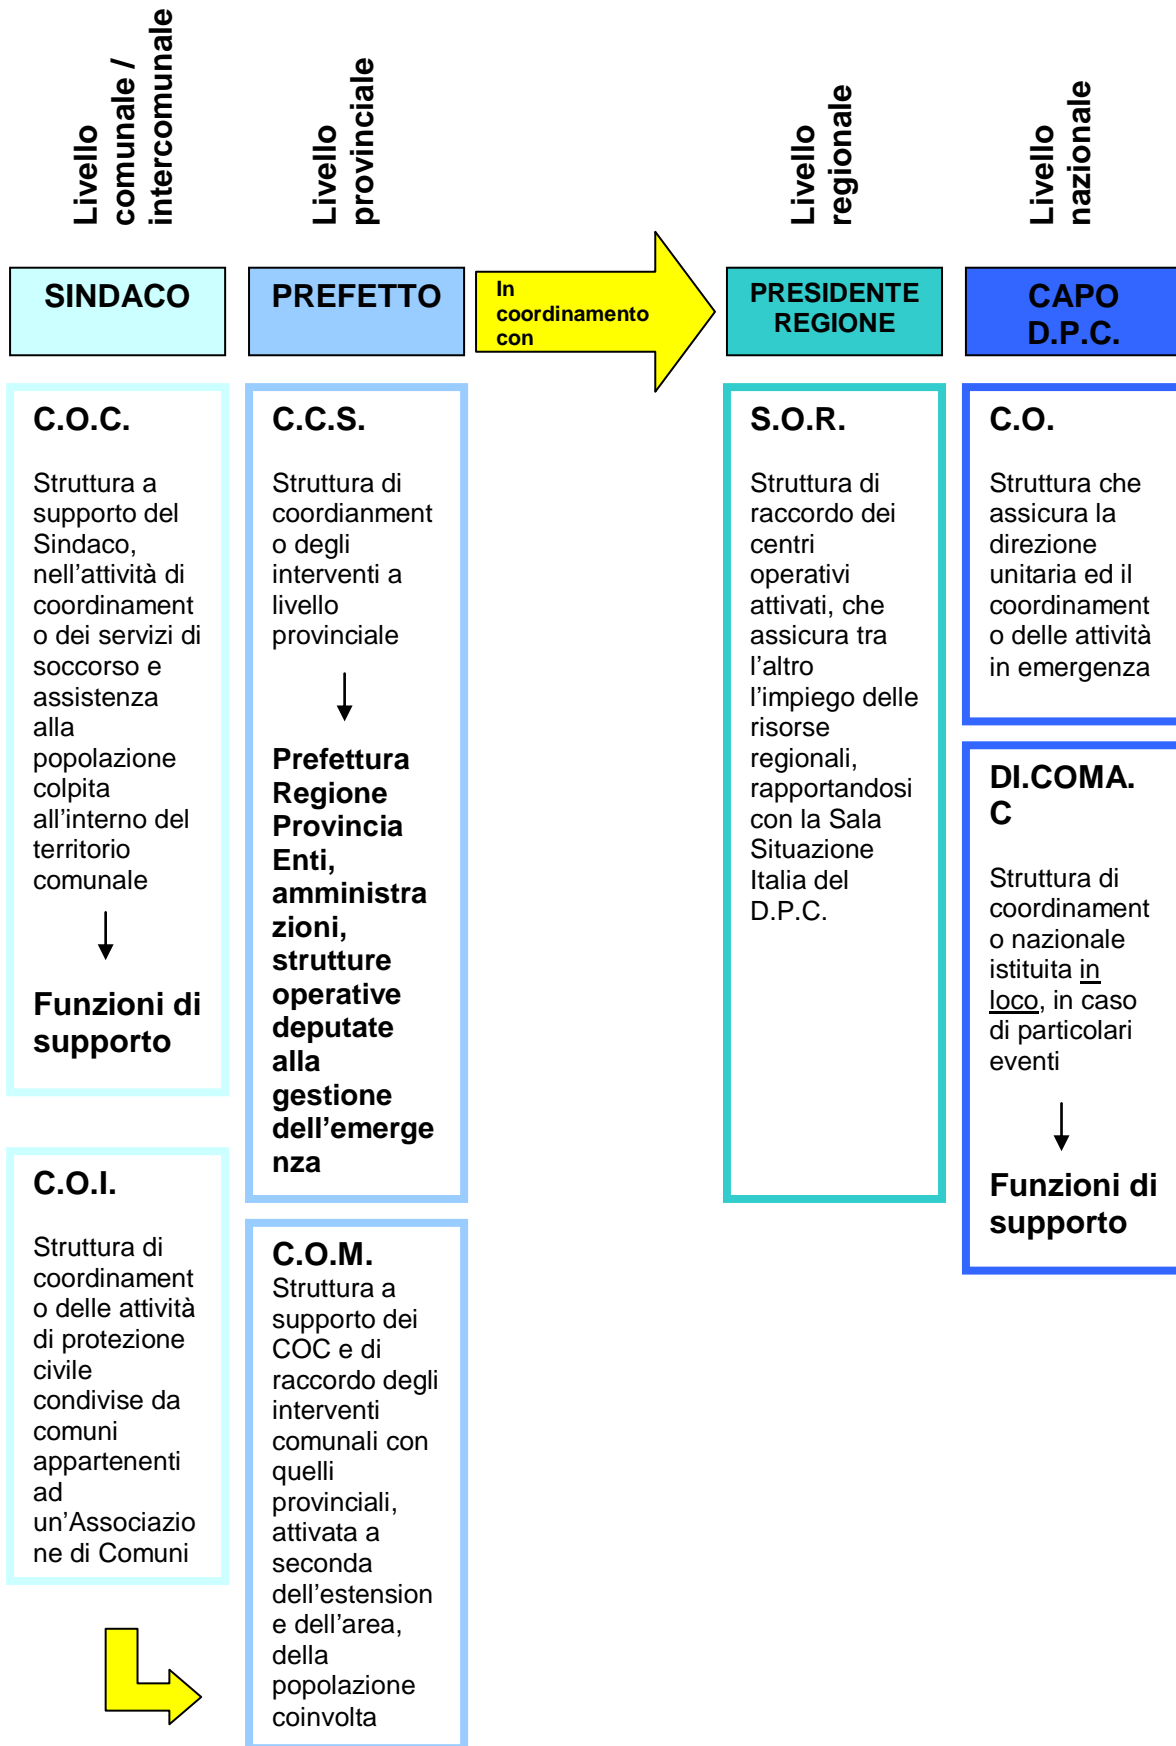 Livello
comunale /
intercomunale
Livello
provinciale
Livello
regionale
Livello
nazionale
SINDACO
PREFETTO
In
coordinamento
con
PRESIDENTE
REGIONE
CAPO
D.P.C.
C.O.C.
Struttura a
supporto del
Sindaco,
nell'attività di
coordinament
o dei servizi di
soccorso e
assistenza
alla
popolazione
colpita
all'interno del
territorio
comunale
Funzioni di
supporto
C.O.I.
Struttura di
coordinament
o delle attività
di protezione
civile
condivise da
comuni
appartenenti
ad
un'Associazio
ne di Comuni
C.C.S.
Struttura di
coordianment
o degli
interventi a
livello
provinciale
Prefettura
Regione
Provincia
Enti,
amministra
zioni,
strutture
operative
deputate
alla
gestione
dell'emerge
nza
C.O.M.
Struttura a
supporto dei
COC e di
raccordo degli
interventi
comunali con
quelli
provinciali,
attivata a
seconda
dell'estension
e dell'area,
della
popolazione
coinvolta
S.O.R.
Struttura di
raccordo dei
centri
operativi
attivati, che
assicura tra
l'altro
l'impiego delle
risorse
regionali,
rapportandosi
con la Sala
Situazione
Italia del
D.P.C.
C.O.
Struttura che
assicura la
direzione
unitaria ed il
coordinament
o delle attività
in emergenza
DI.COMA.
C
Struttura di
coordinament
o nazionale
istituita in
loco, in caso
di particolari
eventi
Funzioni di
supporto